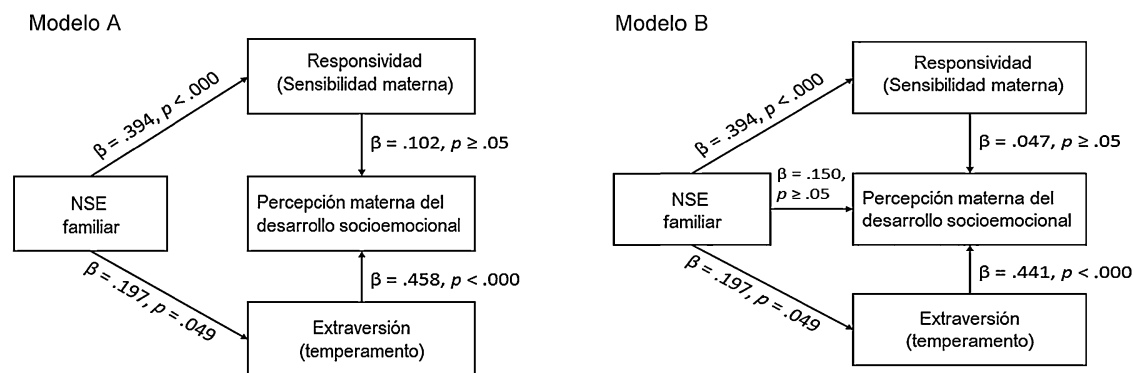 Modelo A
Responsividad
(Sensibilidad materna)
β = .394, p < .000
β = .102, p ≥ .05
NSE
familiar
Percepción materna del
desarrollo socioemocional
β = .197, p = .049
β = .458, p < .000
Extraversión
(temperamento)
Modelo B
Responsividad
(Sensibilidad materna)
β = .394, p < .000
β = .047, p ≥ .05
β = .150,
p ≥ .05
NSE
familiar
Percepción materna del
desarrollo socioemocional
β = .197, p = .049
β = .441, p < .000
Extraversión
(temperamento)